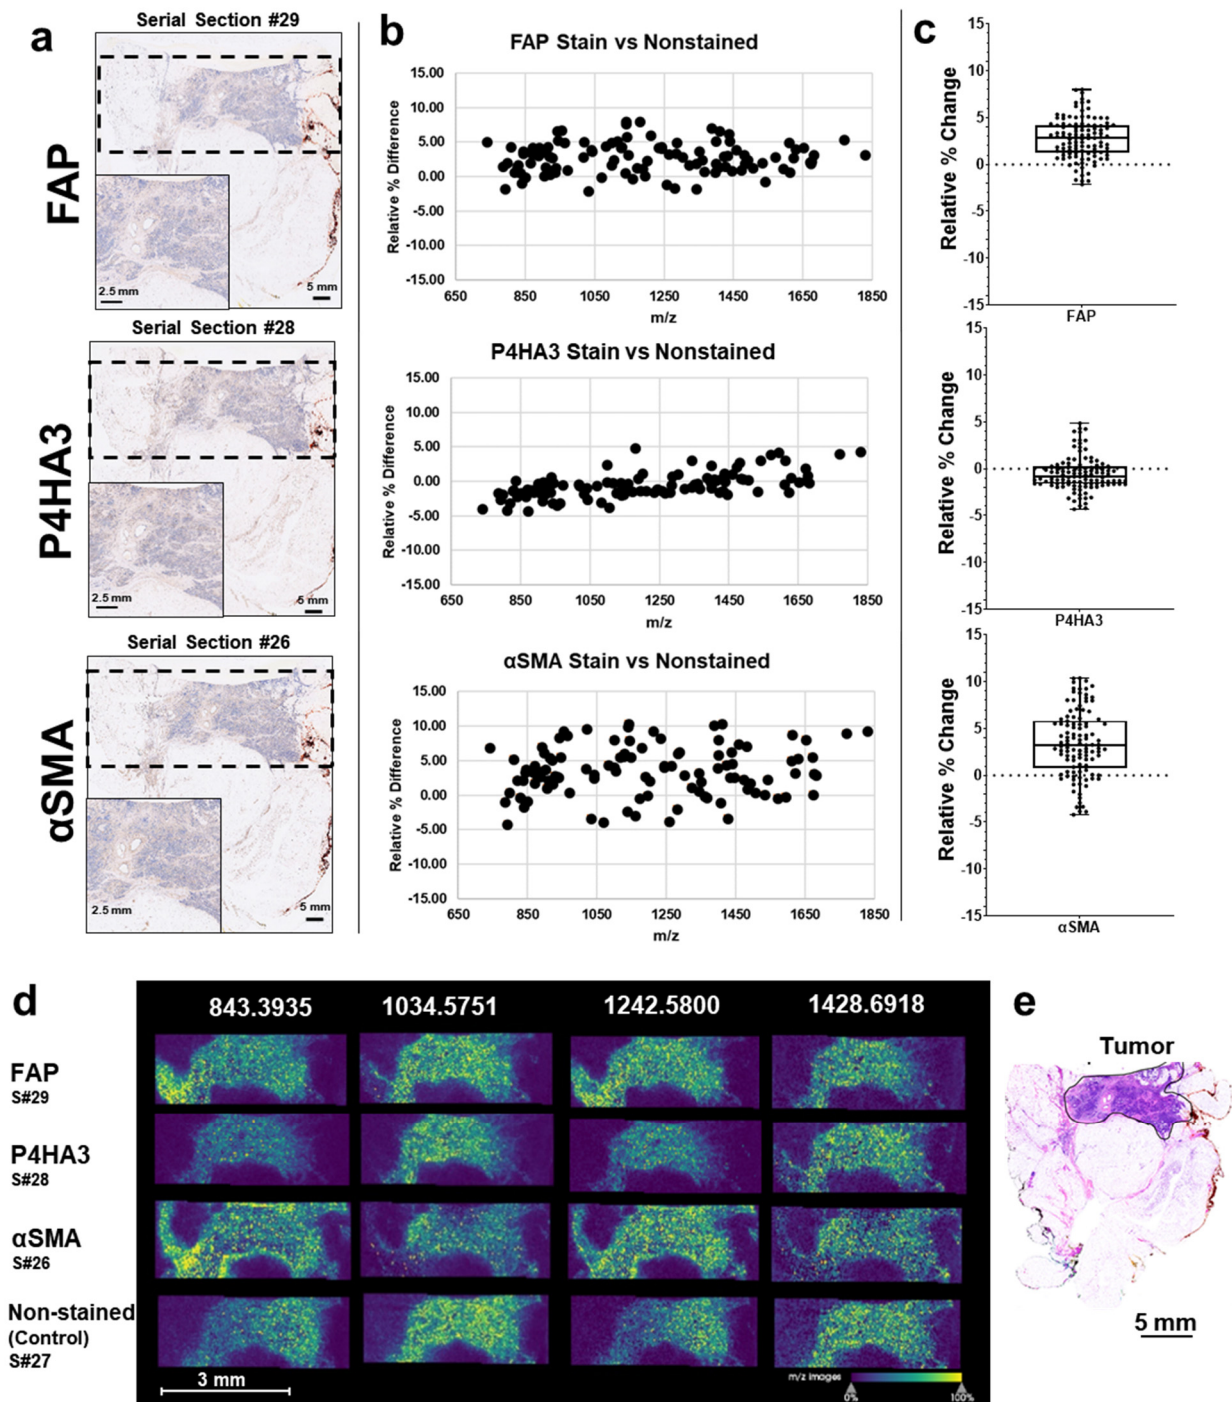 a
Serial Section #29
FAP
2.5 mm
5 mm
Serial Section #28
P4HA3
2.5 mm
5 mm
Serial Section #26
αSMA
2.5 mm
5 mm
b
FAP Stain vs Nonstained
Relative % Difference
15.00
10.00
5.00
0.00
-5.00
-10.00
-15.00
650 850 1050 1250 1450 1650 1850
m/z
P4HA3 Stain vs Nonstained
Relative % Difference
15.00
10.00
5.00
0.00
-5.00
-10.00
-15.00
650 850 1050 1250 1450 1650 1850
m/z
αSMA Stain vs Nonstained
Relative % Difference
15.00
10.00
5.00
0.00
-5.00
-10.00
-15.00
650 850 1050 1250 1450 1650 1850
m/z
c
Relative % Change
15
10
5
0
-5
-10
-15
FAP
Relative % Change
15
10
5
0
-5
-10
-15
P4HA3
Relative % Change
15
10
5
0
-5
-10
-15
αSMA
d
843.3935 1034.5751 1242.5800 1428.6918
FAP
S#29
P4HA3
S#28
αSMA
S#26
Non-stained
(Control)
S#27
3 mm
m/z images
0% 100%
e
Tumor
5 mm